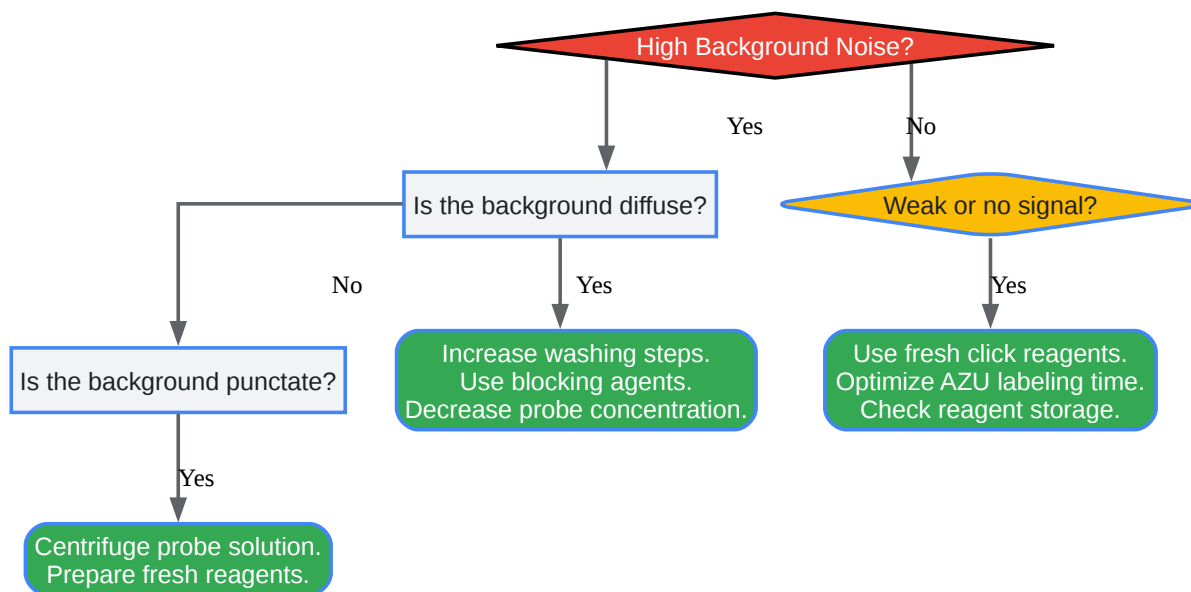 High Background Noise?
Yes
No
Is the background diffuse?
Weak or no signal?
No
Yes
Yes
Is the background punctate?
Increase washing steps.
Use blocking agents.
Decrease probe concentration.
Use fresh click reagents.
Optimize AZU labeling time.
Check reagent storage.
Yes
Centrifuge probe solution.
Prepare fresh reagents.